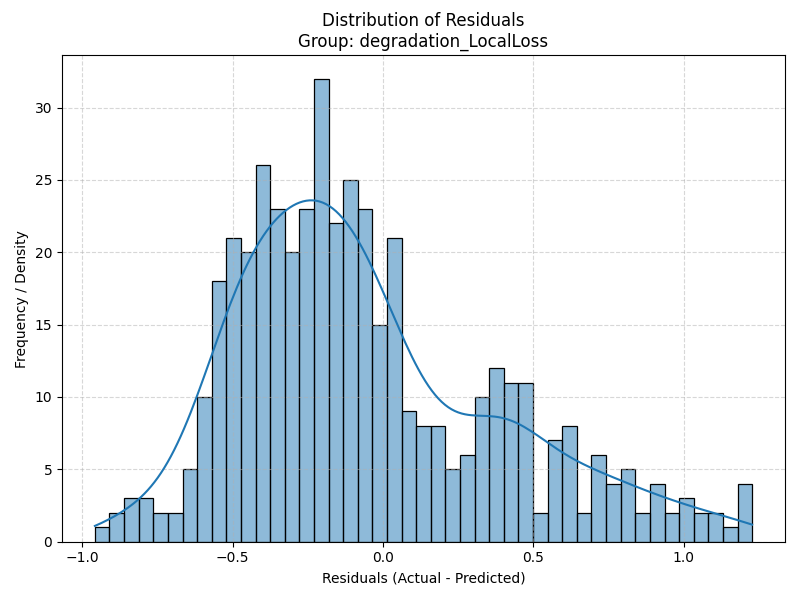 Distribution of Residuals
Group: degradation_LocalLoss
Frequency / Density
30
25
20
15
10
5
0
−1.0 −0.5 0.0 0.5 1.0
Residuals (Actual - Predicted)